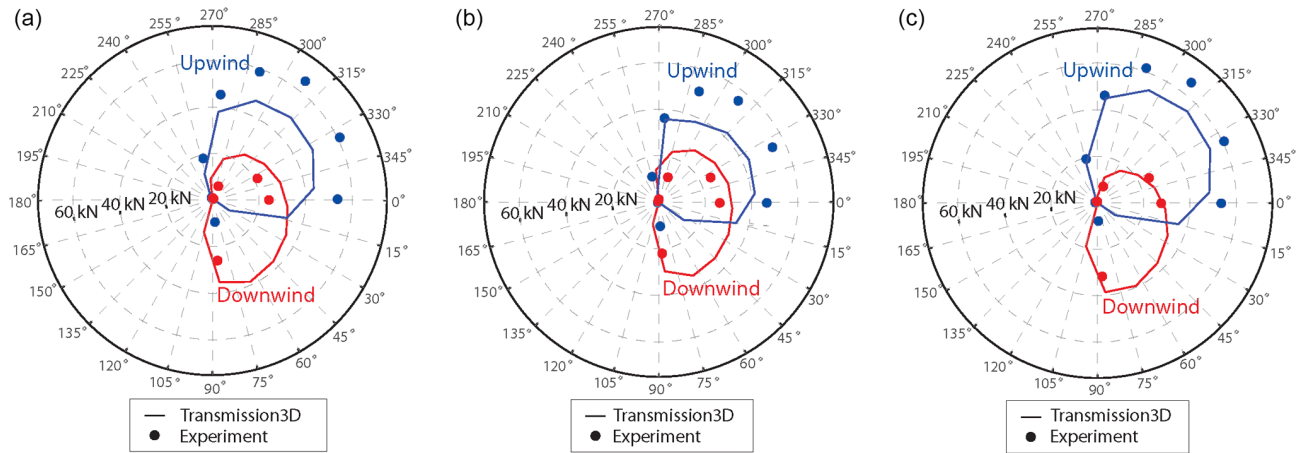 (a)
270°
285°
240°
300°
Upwind
225°
315°
210°
330°
195°
345°
180°
60 kN
40 kN
20 kN
0°
165°
15°
150°
30°
Downwind
135°
45°
120°
60°
105°
75°
90°
Transmission3D
Experiment
(b)
270°
285°
240°
300°
Upwind
225°
315°
210°
330°
195°
345°
180°
60 kN
40 kN
20 kN
0°
165°
15°
150°
30°
Downwind
135°
45°
120°
60°
105°
75°
90°
Transmission3D
Experiment
(c)
270°
285°
240°
300°
Upwind
225°
315°
210°
330°
195°
345°
180°
60 kN
40 kN
20 kN
0°
165°
15°
150°
30°
Downwind
135°
45°
120°
60°
105°
75°
90°
Transmission3D
Experiment